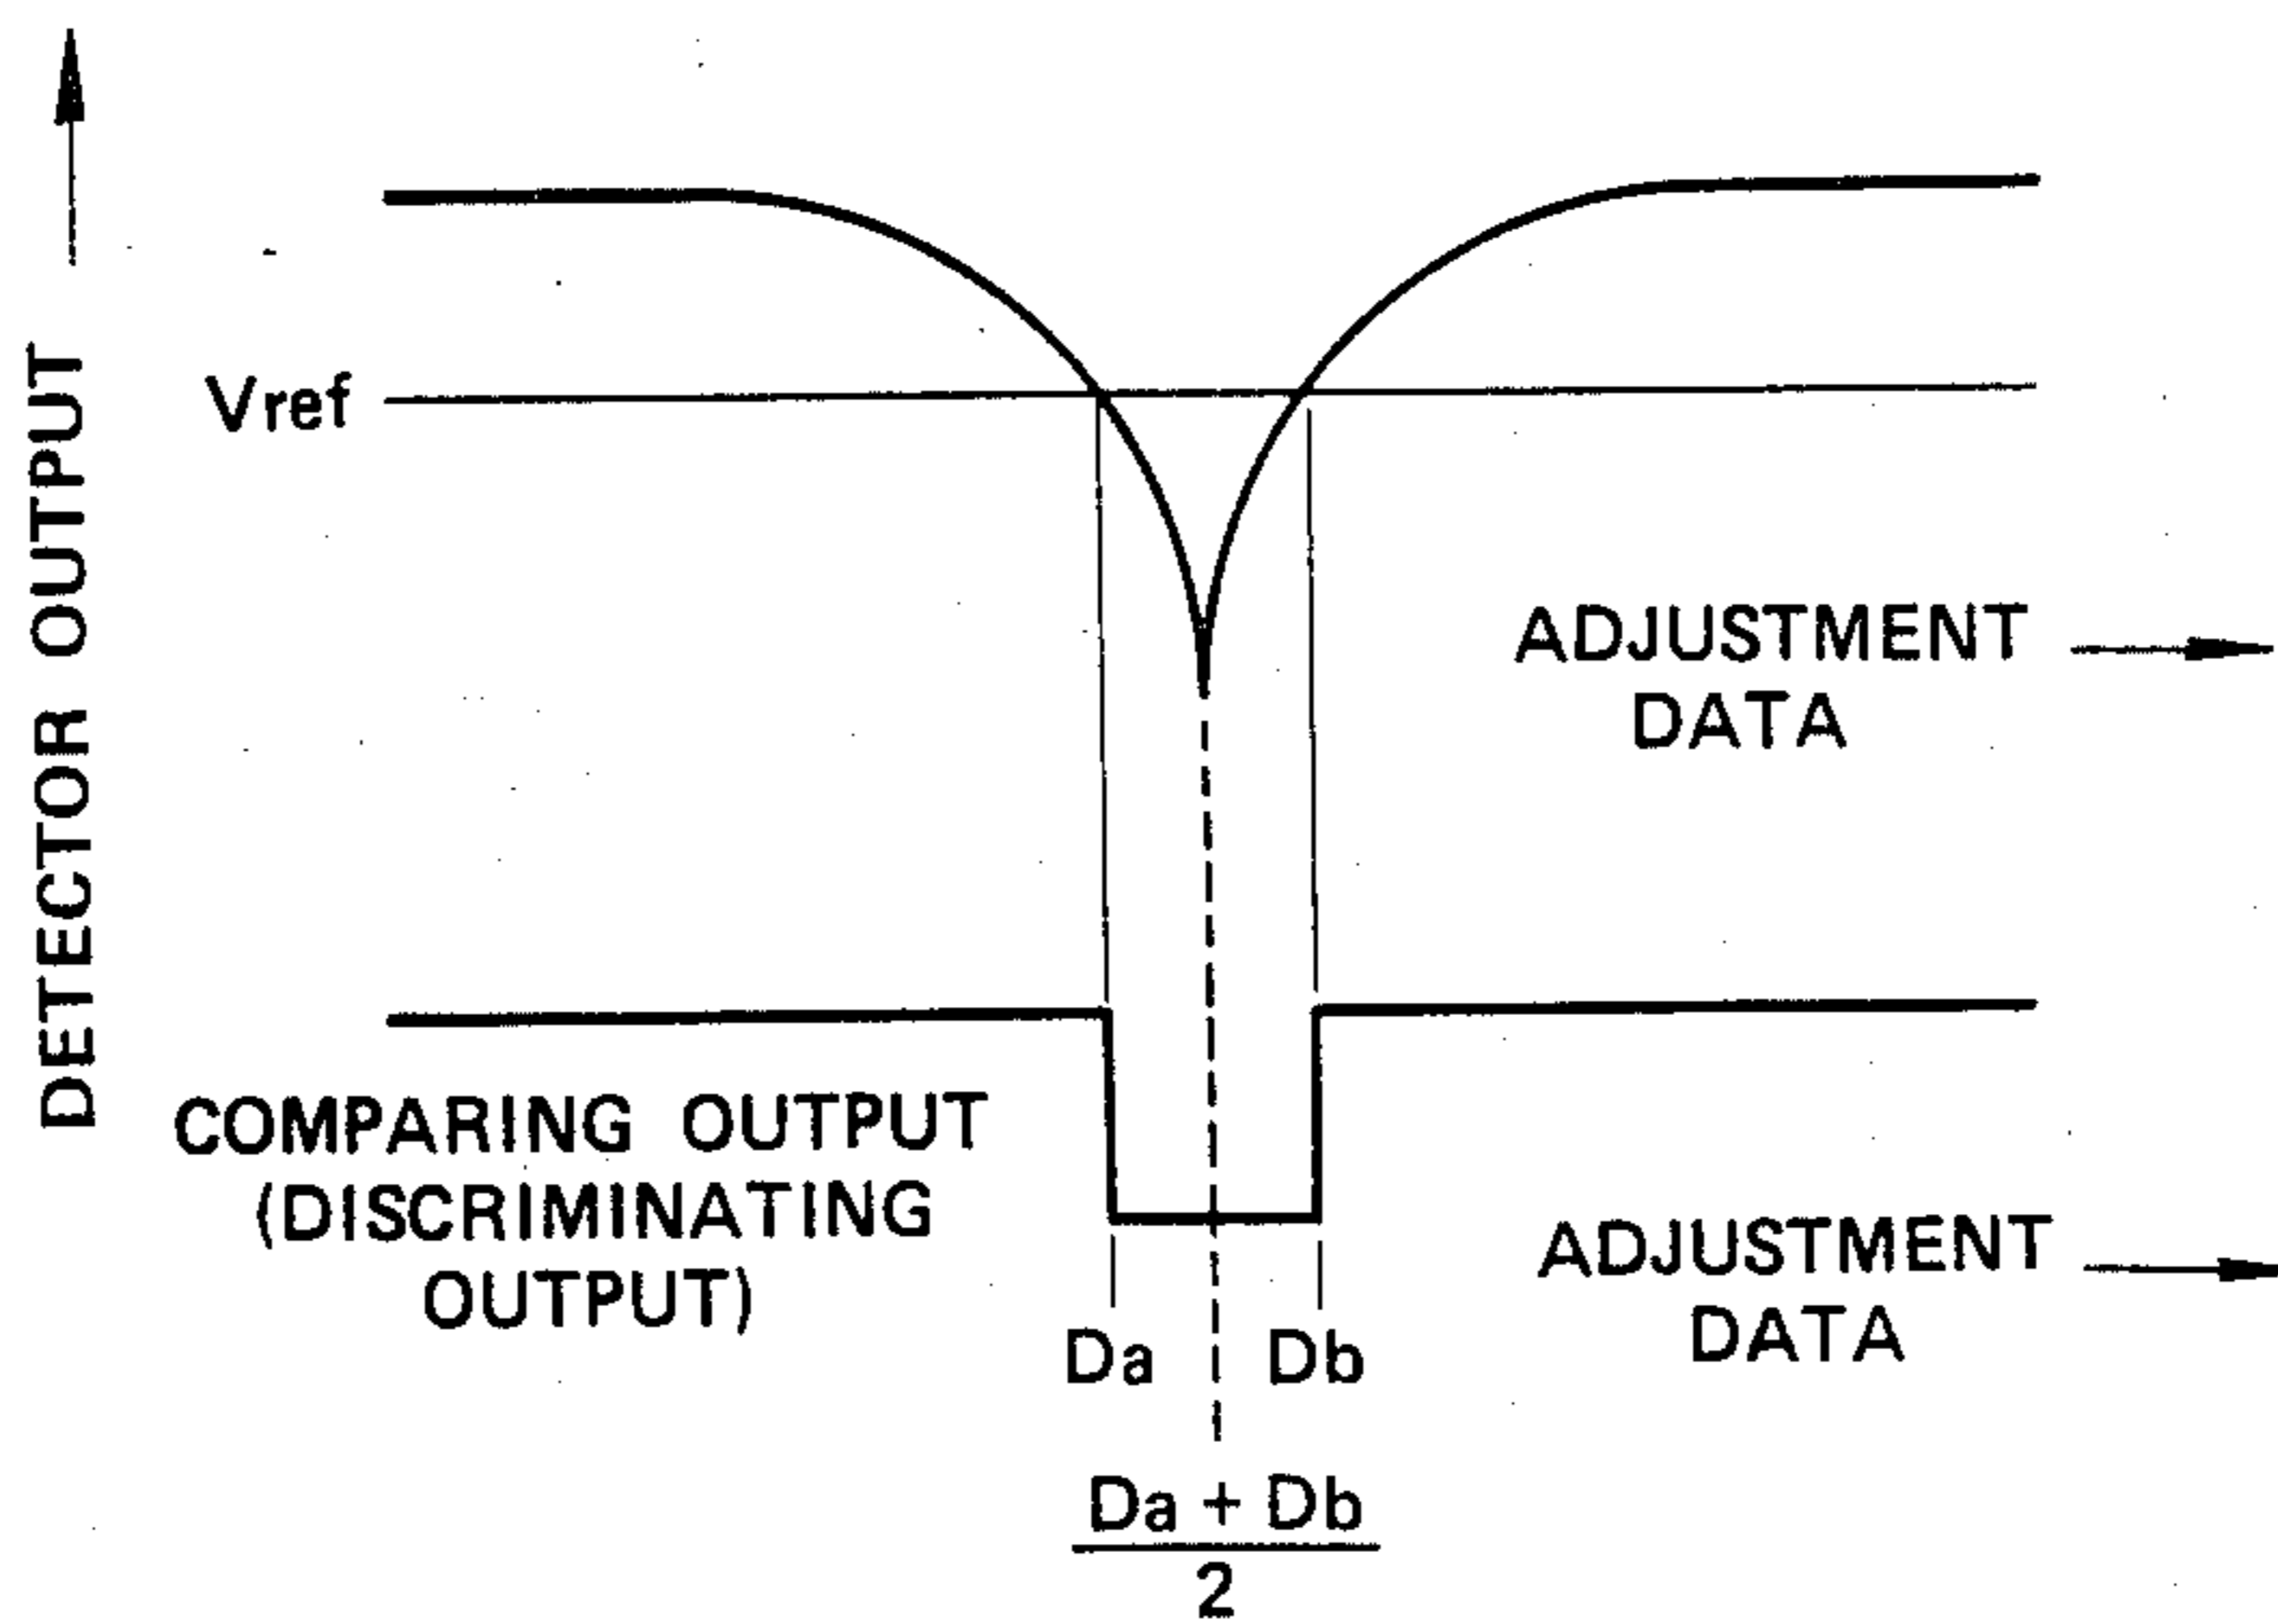 DETECTOR OUTPUT
Vref
ADJUSTMENT
DATA
COMPARING OUTPUT
(DISCRIMINATING
OUTPUT)
ADJUSTMENT
DATA
Da
Db
Da + Db
2